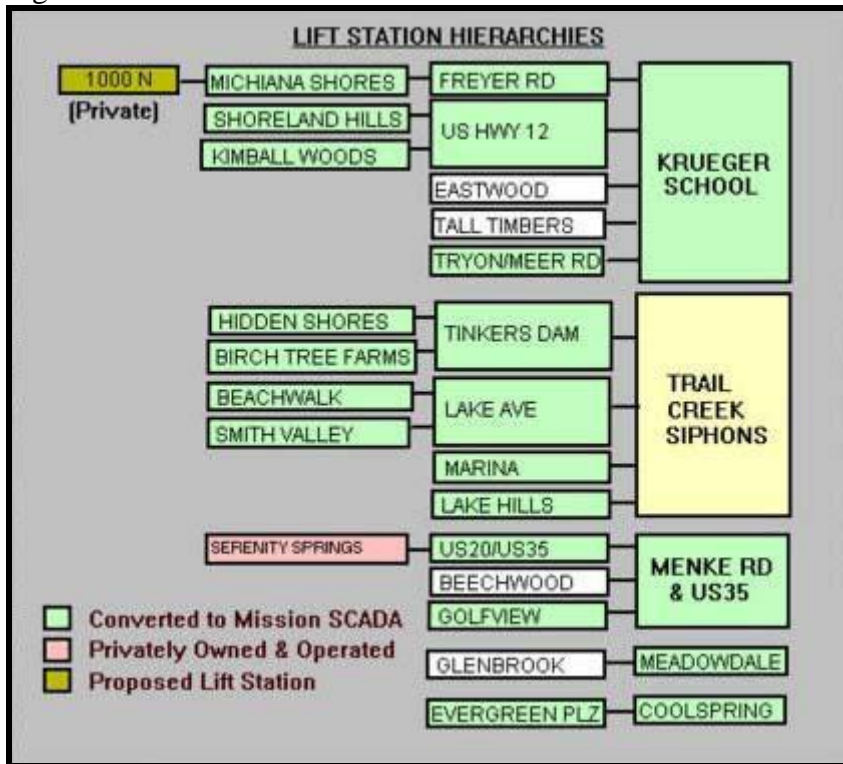 LIFT STATION HIERARCHIES
1000 N
(Private)
MICHIANA SHORES
FREYER RD
SHORELAND HILLS
KIMBALL WOODS
US HWY 12
EASTWOOD
TALL TIMBERS
TRYON/MEER RD
KRUEGER
SCHOOL
HIDDEN SHORES
BIRCH TREE FARMS
TINKERS DAM
BEACHWALK
SMITH VALLEY
LAKE AVE
MARINA
LAKE HILLS
TRAIL
CREEK
SIPHONS
SERENITY SPRINGS
US20/US35
BEECHWOOD
GOLFVIEW
MENKE RD
& US35
GLENBROOK
MEADOWDALE
EVERGREEN PLZ
COOLSPRING
Converted to Mission SCADA
Privately Owned & Operated
Proposed Lift Station